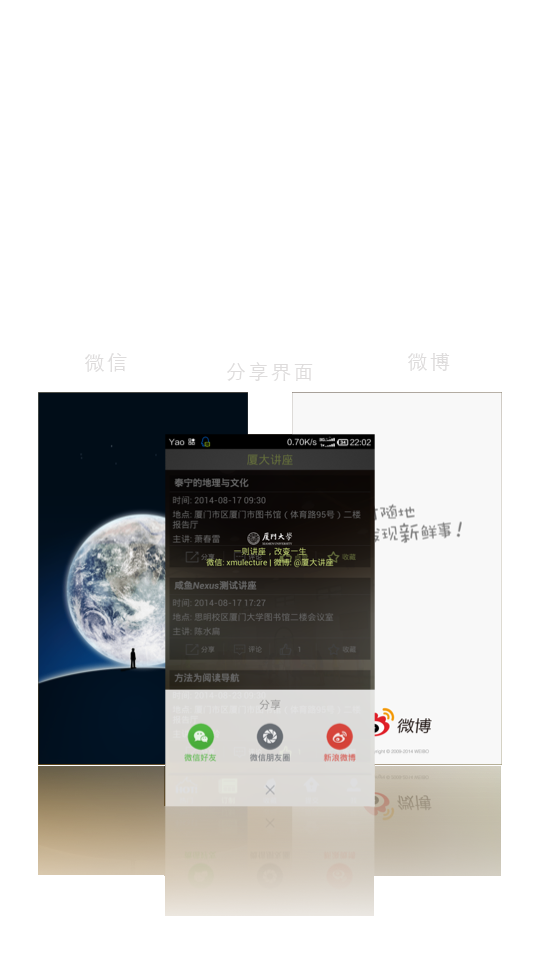 微信
分享界面
微博
Yao 0.70K/s 34 22:02
厦大讲座
泰宁的地理与文化
时间: 2014-08-17 09:30
地点: 厦门市区厦门市图书馆（体育路95号）二楼
报告厅
主讲: 萧春雷
厦门大学
XIAMEN UNIVERSITY
一则讲座，改变一生
微信: xmulecture | 微博: @厦大讲座
分享 评论 收藏
咸鱼Nexus测试讲座
时间: 2014-08-17 17:27
地点: 思明校区厦门大学图书馆二楼会议室
分享 评论 1 收藏
方法为阅读导航
分享
微信好友 微信朋友圈 新浪微博
随地
发现新鲜事！
微博
right © 2009-2014 WEIBO